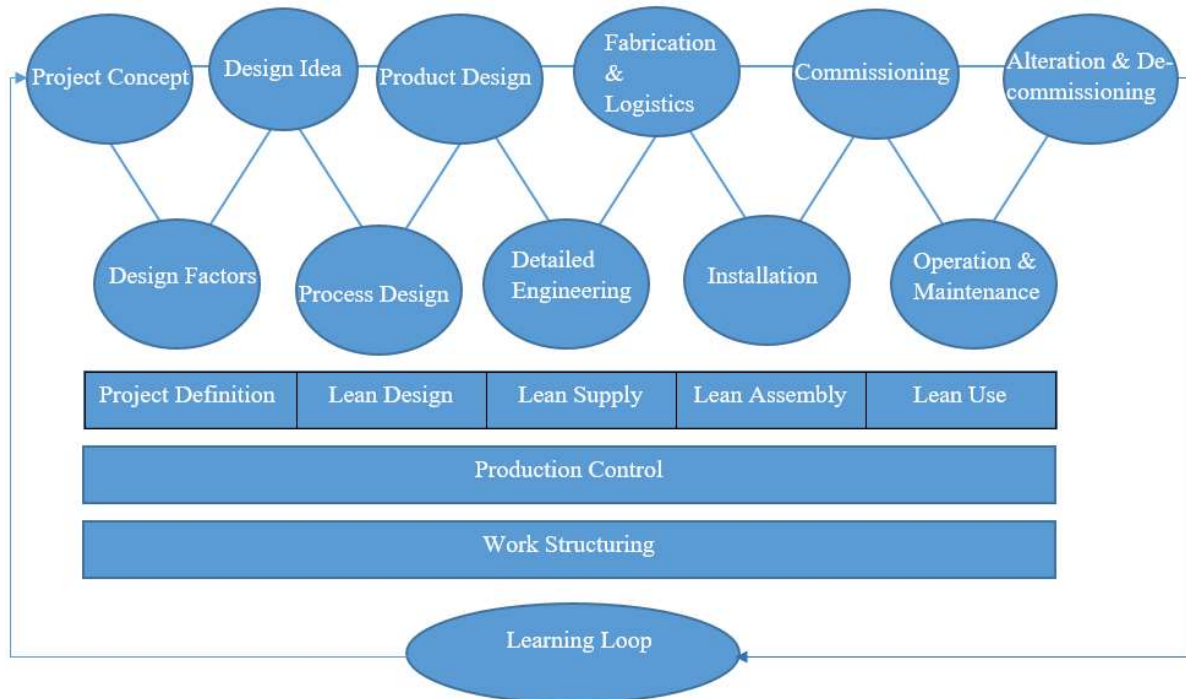 Project Concept
Design Idea
Product Design
Fabrication
&
Logistics
Commissioning
Alteration & De-
commissioning
Design Factors
Process Design
Detailed
Engineering
Installation
Operation &
Maintenance
Project Definition
Lean Design
Lean Supply
Lean Assembly
Lean Use
Production Control
Work Structuring
Learning Loop